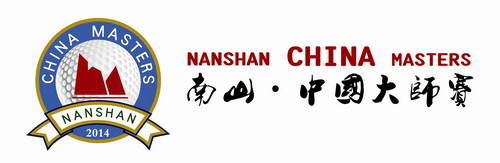 CHINA MASTERS
NANSHAN
2014
NANSHAN CHINA MASTERS
南山·中國大師賽